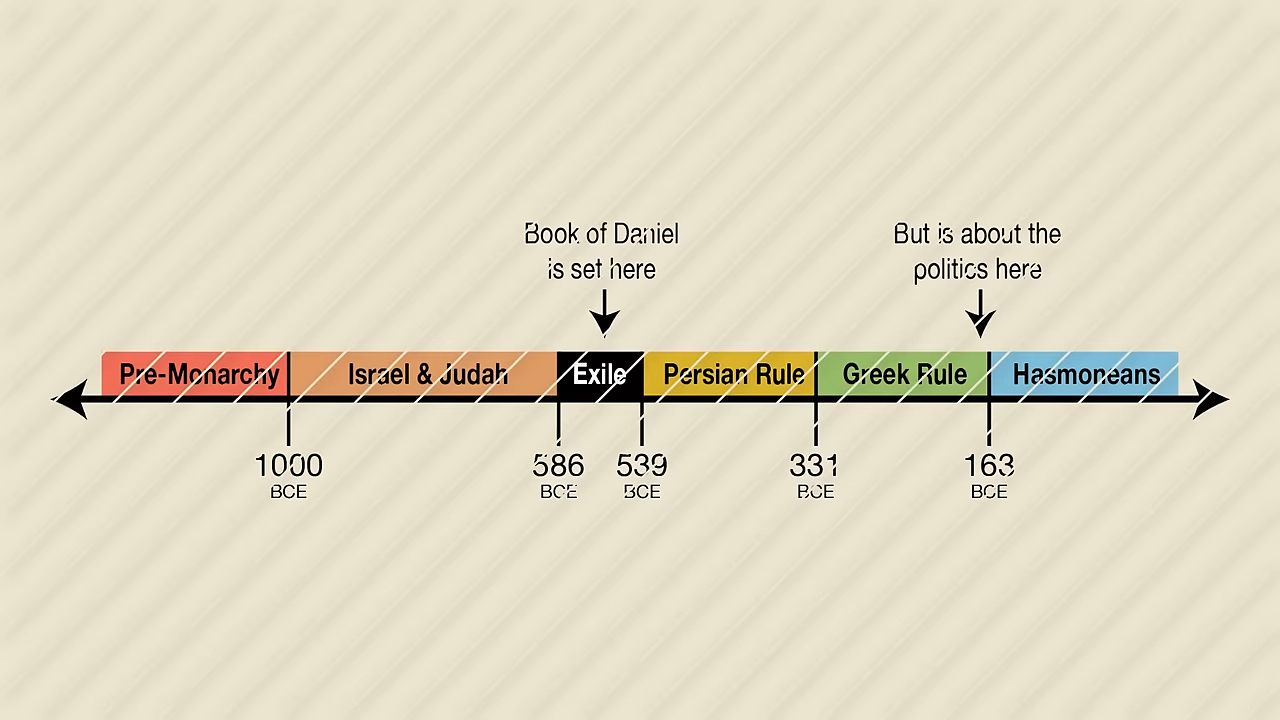 Book of Daniel
is set here
But is about the
politics here
Pre-Monarchy
Israel & Judah
Exile
Persian Rule
Greek Rule
Hasmoneans
1000
BCE
586
BCE
539
BCE
331
BCE
163
BCE